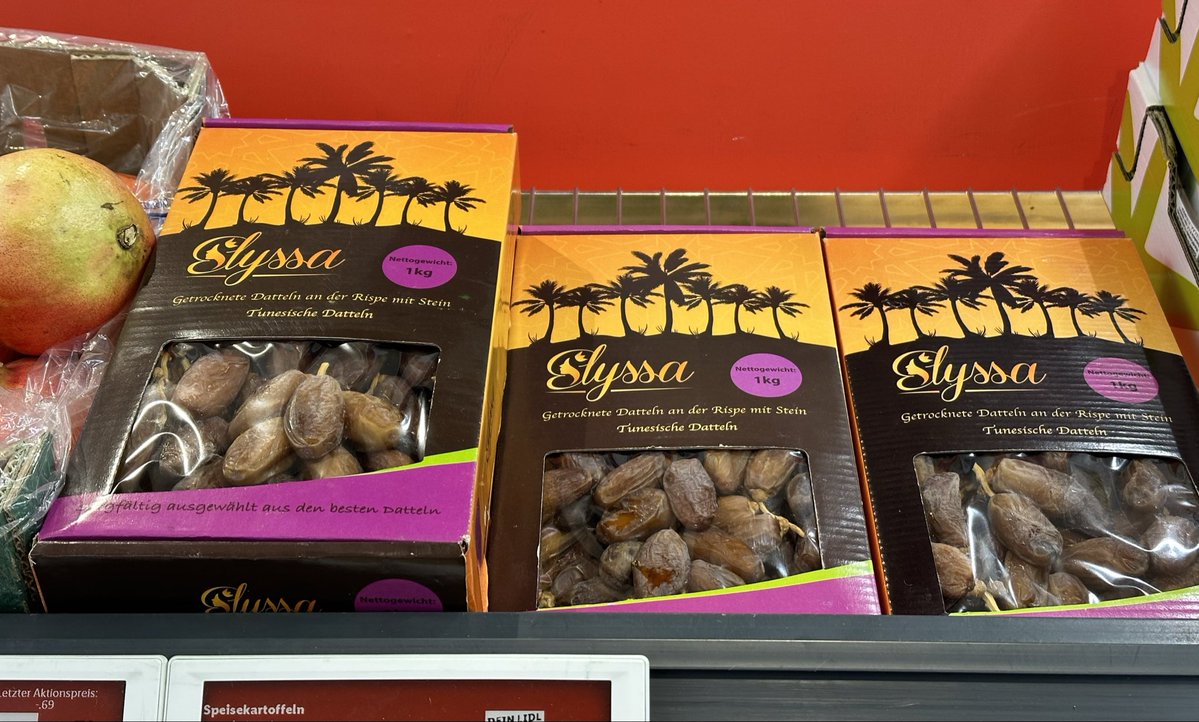 Elyssa
Nettogewicht:
1kg
Getrocknete Datteln an der Rispe mit Stein
Tunesische Datteln
Sorgfältig ausgewählt aus den besten Datteln
Elyssa
Nettogewicht:
Elyssa
Nettogewicht:
1kg
Getrocknete Datteln an der Rispe mit Stein
Tunesische Datteln
Elyssa
Nettogewicht:
1kg
Getrocknete Datteln an der Rispe mit Stein
Tunesische Datteln
Letzter Aktionspreis:
-.69
Speisekartoffeln
DEIN LIDL